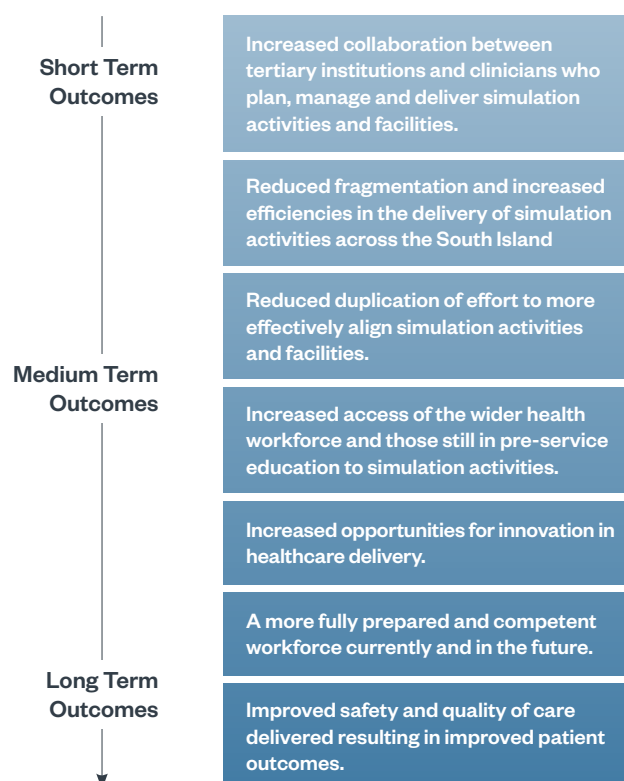 Short Term
Outcomes
Increased collaboration between
tertiary institutions and clinicians who
plan, manage and deliver simulation
activities and facilities.
Reduced fragmentation and increased
efficiencies in the delivery of simulation
activities across the South Island
Reduced duplication of effort to more
effectively align simulation activities
and facilities.
Medium Term
Outcomes
Increased access of the wider health
workforce and those still in pre-service
education to simulation activities.
Increased opportunities for innovation in
healthcare delivery.
A more fully prepared and competent
workforce currently and in the future.
Long Term
Outcomes
Improved safety and quality of care
delivered resulting in improved patient
outcomes.